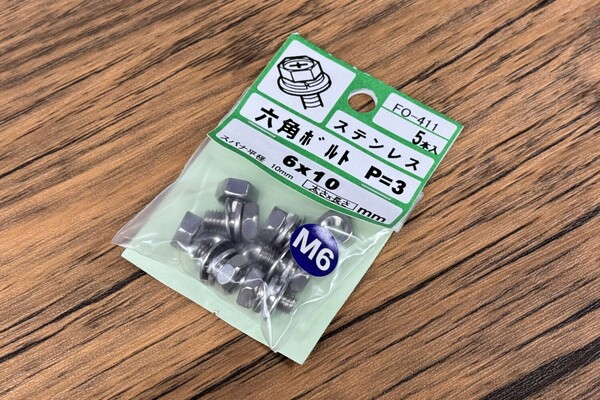 FO-411
5本入
ステンレス
六角ボルト P=3
スパナ平径 10mm
6×10
太さ×長さ mm
M6